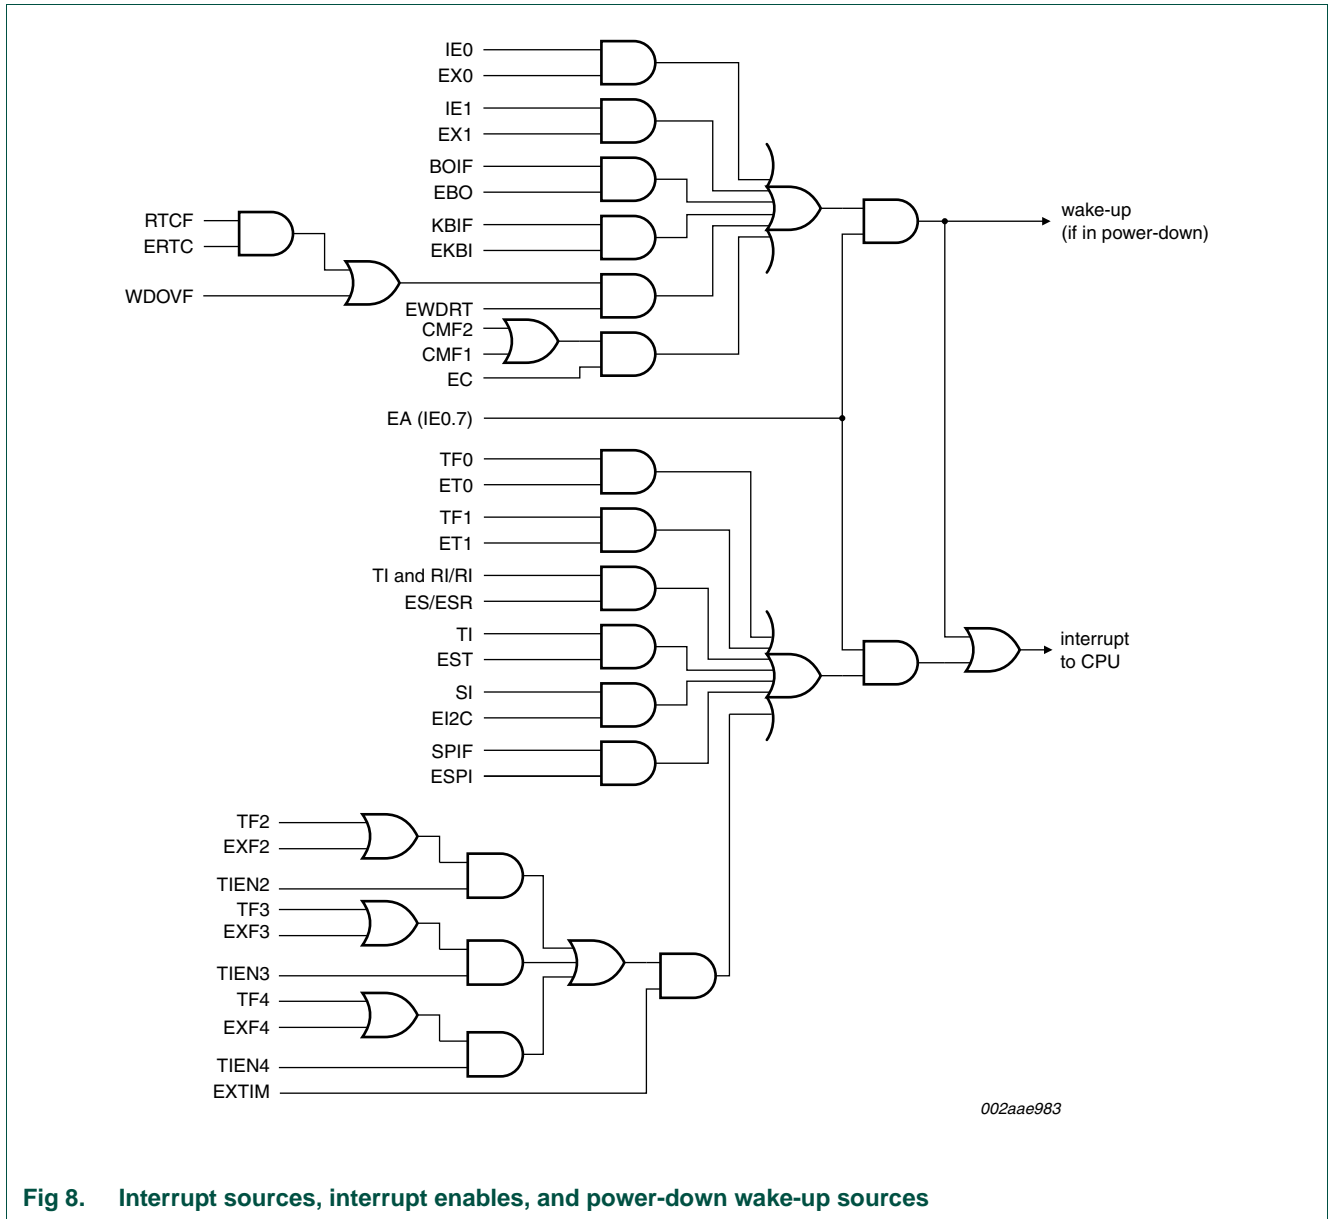 IE0
EX0
IE1
EX1
BOIF
EBO
KBIF
EKBI
RTCF
ERTC
WDOVF
EWDRT
CMF2
CMF1
EC
wake-up
(if in power-down)
EA (IE0.7)
TF0
ET0
TF1
ET1
TI and RI/RI
ES/ESR
TI
EST
SI
EI2C
SPIF
ESPI
interrupt
to CPU
TF2
EXF2
TIEN2
TF3
EXF3
TIEN3
TF4
EXF4
TIEN4
EXTIM
002aae983
Fig 8. Interrupt sources, interrupt enables, and power-down wake-up sources